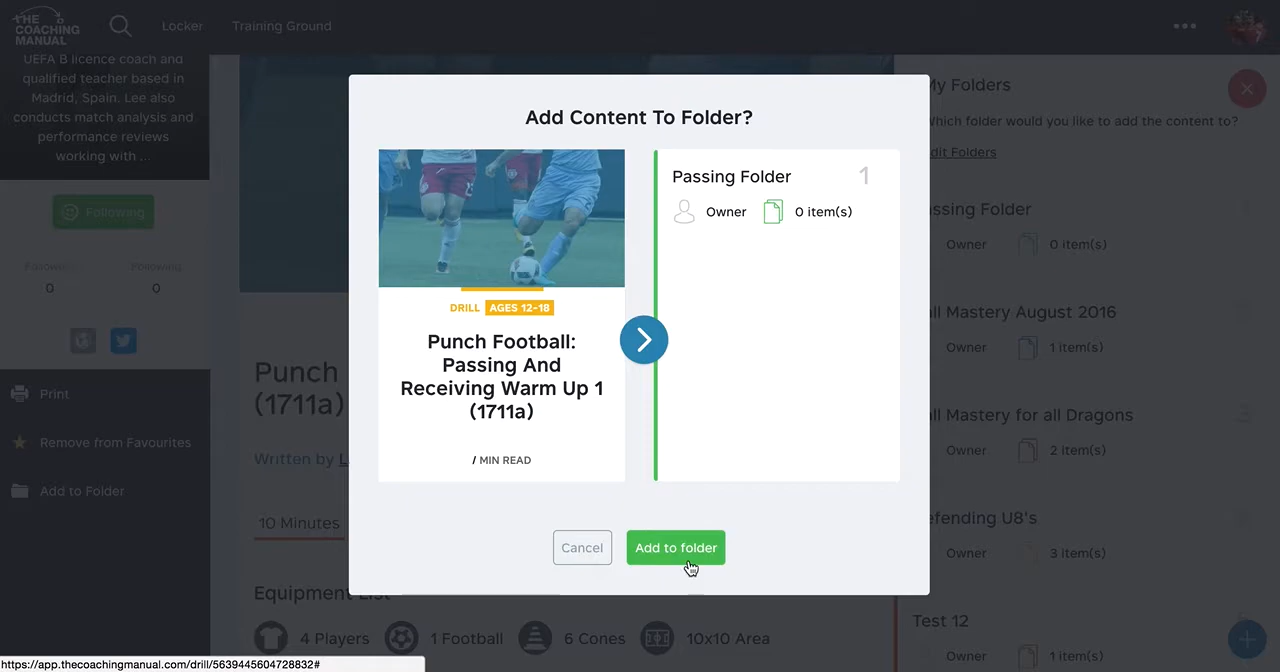 THE
COACHING
MANUAL
Locker
Training Ground
UEFA B licence coach and
qualified teacher based in
Madrid, Spain. Lee also
conducts match analysis and
performance reviews
working with ...
Following
Followers
Following
0
0
Print
Remove from Favourites
Add to Folder
Punch
(1711a)
Written by L
10 Minutes
Equipment List
4 Players
1 Football
6 Cones
10x10 Area
Add Content To Folder?
DRILL AGES 12-18
Punch Football:
Passing And
Receiving Warm Up 1
(1711a)
/ MIN READ
Passing Folder
1
Owner
0 item(s)
Cancel
Add to folder
My Folders
hich folder would you like to add the content to?
dit Folders
ssing Folder
Owner
0 item(s)
ll Mastery August 2016
Owner
1 item(s)
ll Mastery for all Dragons
Owner
2 item(s)
efending U8's
Owner
3 item(s)
Test 12
Owner
1 item(s)
https://app.thecoachingmanual.com/drill/5639445604728832#